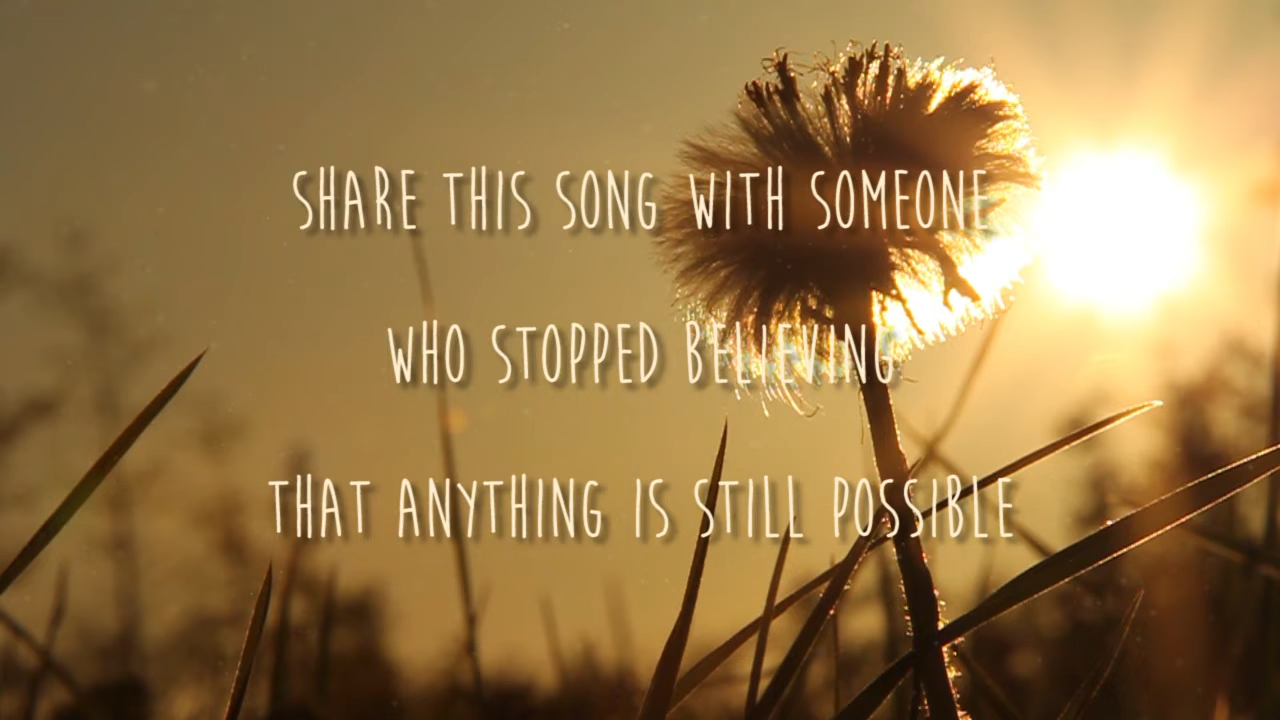 SHARE THIS SONG WITH SOMEONE
WHO STOPPED BELIEVING
THAT ANYTHING IS STILL POSSIBLE